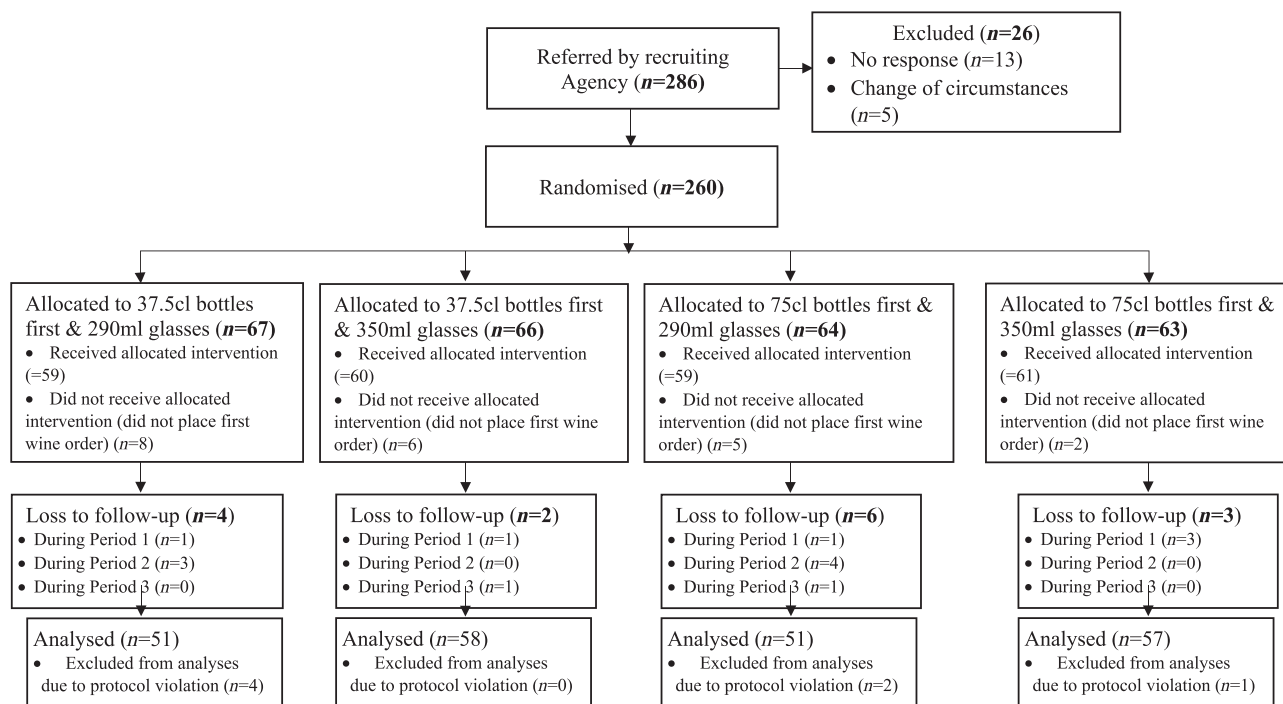 Referred by recruiting
Agency (n=286)
Excluded (n=26)
• No response (n=13)
• Change of circumstances
(n=5)
Randomised (n=260)
Allocated to 37.5cl bottles
first & 290ml glasses (n=67)
• Received allocated intervention
(=59)
• Did not receive allocated
intervention (did not place first
wine order) (n=8)
Allocated to 37.5cl bottles first
& 350ml glasses (n=66)
• Received allocated intervention
(=60)
• Did not receive allocated
intervention (did not place first wine
order) (n=6)
Allocated to 75cl bottles first &
290ml glasses (n=64)
• Received allocated intervention
(=59)
• Did not receive allocated
intervention (did not place first wine
order) (n=5)
Allocated to 75cl bottles first &
350ml glasses (n=63)
• Received allocated intervention
(=61)
• Did not receive allocated
intervention (did not place first wine
order) (n=2)
Loss to follow-up (n=4)
• During Period 1 (n=1)
• During Period 2 (n=3)
• During Period 3 (n=0)
Loss to follow-up (n=2)
• During Period 1 (n=1)
• During Period 2 (n=0)
• During Period 3 (n=1)
Loss to follow-up (n=6)
• During Period 1 (n=1)
• During Period 2 (n=4)
• During Period 3 (n=1)
Loss to follow-up (n=3)
• During Period 1 (n=3)
• During Period 2 (n=0)
• During Period 3 (n=0)
Analysed (n=51)
• Excluded from analyses
due to protocol violation (n=4)
Analysed (n=58)
• Excluded from analyses
due to protocol violation (n=0)
Analysed (n=51)
• Excluded from analyses
due to protocol violation (n=2)
Analysed (n=57)
• Excluded from analyses
due to protocol violation (n=1)